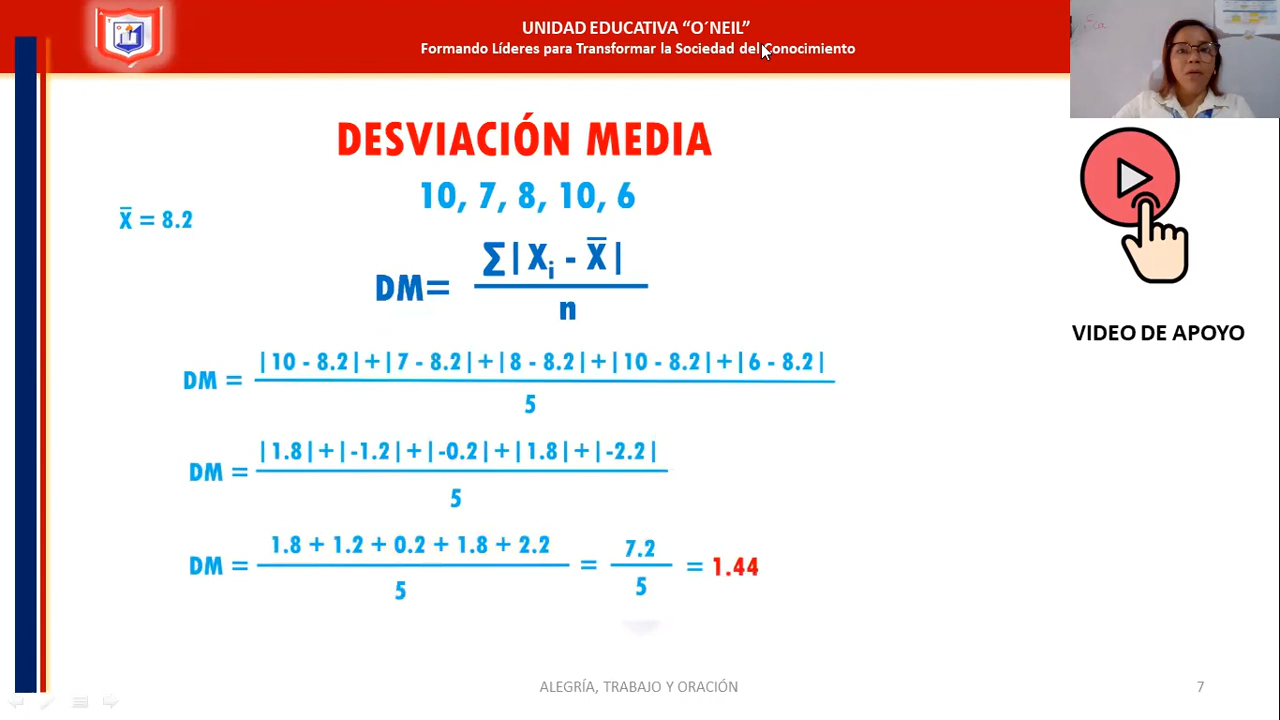 UNIDAD EDUCATIVA “O´NEIL”
Formando Líderes para Transformar la Sociedad del Conocimiento
DESVIACIÓN MEDIA
10, 7, 8, 10, 6
X̅ = 8.2
DM= Σ|Xi - X̅| / n
DM = |10 - 8.2|+|7 - 8.2|+|8 - 8.2|+|10 - 8.2|+|6 - 8.2| / 5
DM = |1.8|+|-1.2|+|-0.2|+|1.8|+|-2.2| / 5
DM = 1.8 + 1.2 + 0.2 + 1.8 + 2.2 / 5 = 7.2 / 5 = 1.44
VIDEO DE APOYO
ALEGRÍA, TRABAJO Y ORACIÓN
7